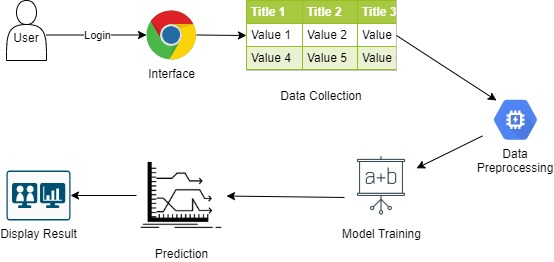 User
Login
Interface
Title 1 Title 2 Title 3
Value 1 Value 2 Value
Value 4 Value 5 Value
Data Collection
Data
Preprocessing
a+b
Model Training
Prediction
Display Result